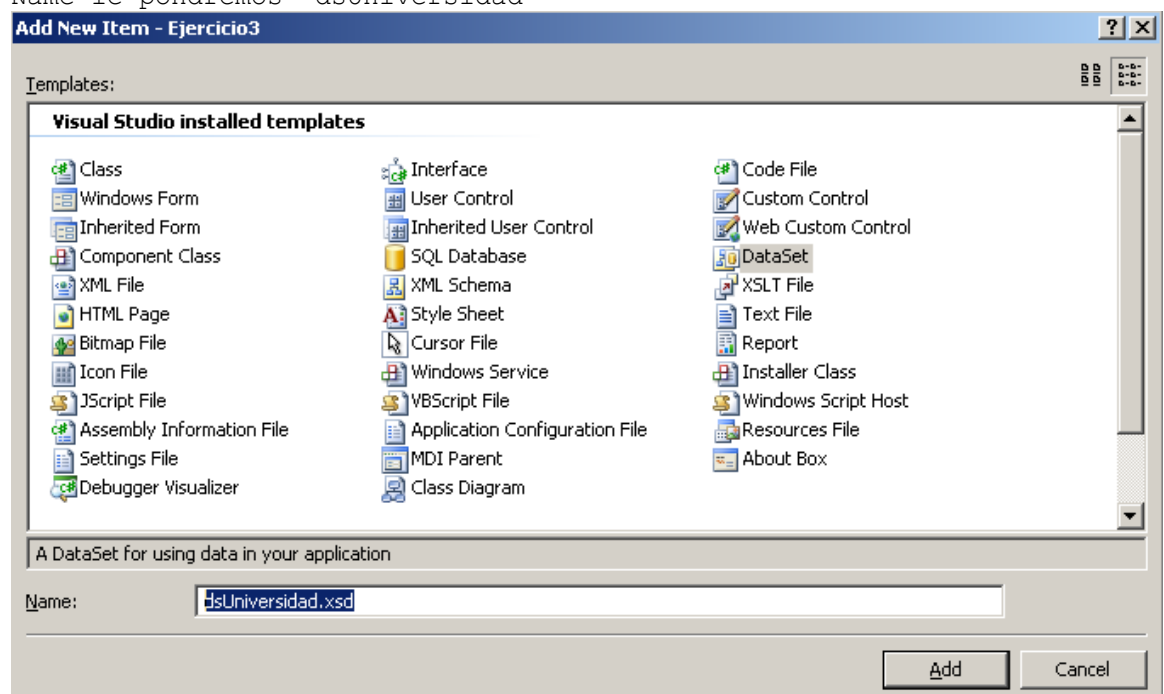 Name le pondremos "dsUniversidad"
Add New Item - Ejercicio3
Templates:
Visual Studio installed templates
Class Interface Code File
Windows Form User Control Custom Control
Inherited Form Inherited User Control Web Custom Control
Component Class SQL Database DataSet
XML File XML Schema XSLT File
HTML Page Style Sheet Text File
Bitmap File Cursor File Report
Icon File Windows Service Installer Class
JScript File VBScript File Windows Script Host
Assembly Information File Application Configuration File Resources File
Settings File MDI Parent About Box
Debugger Visualizer Class Diagram
A DataSet for using data in your application
Name: dsUniversidad.xsd
Add Cancel